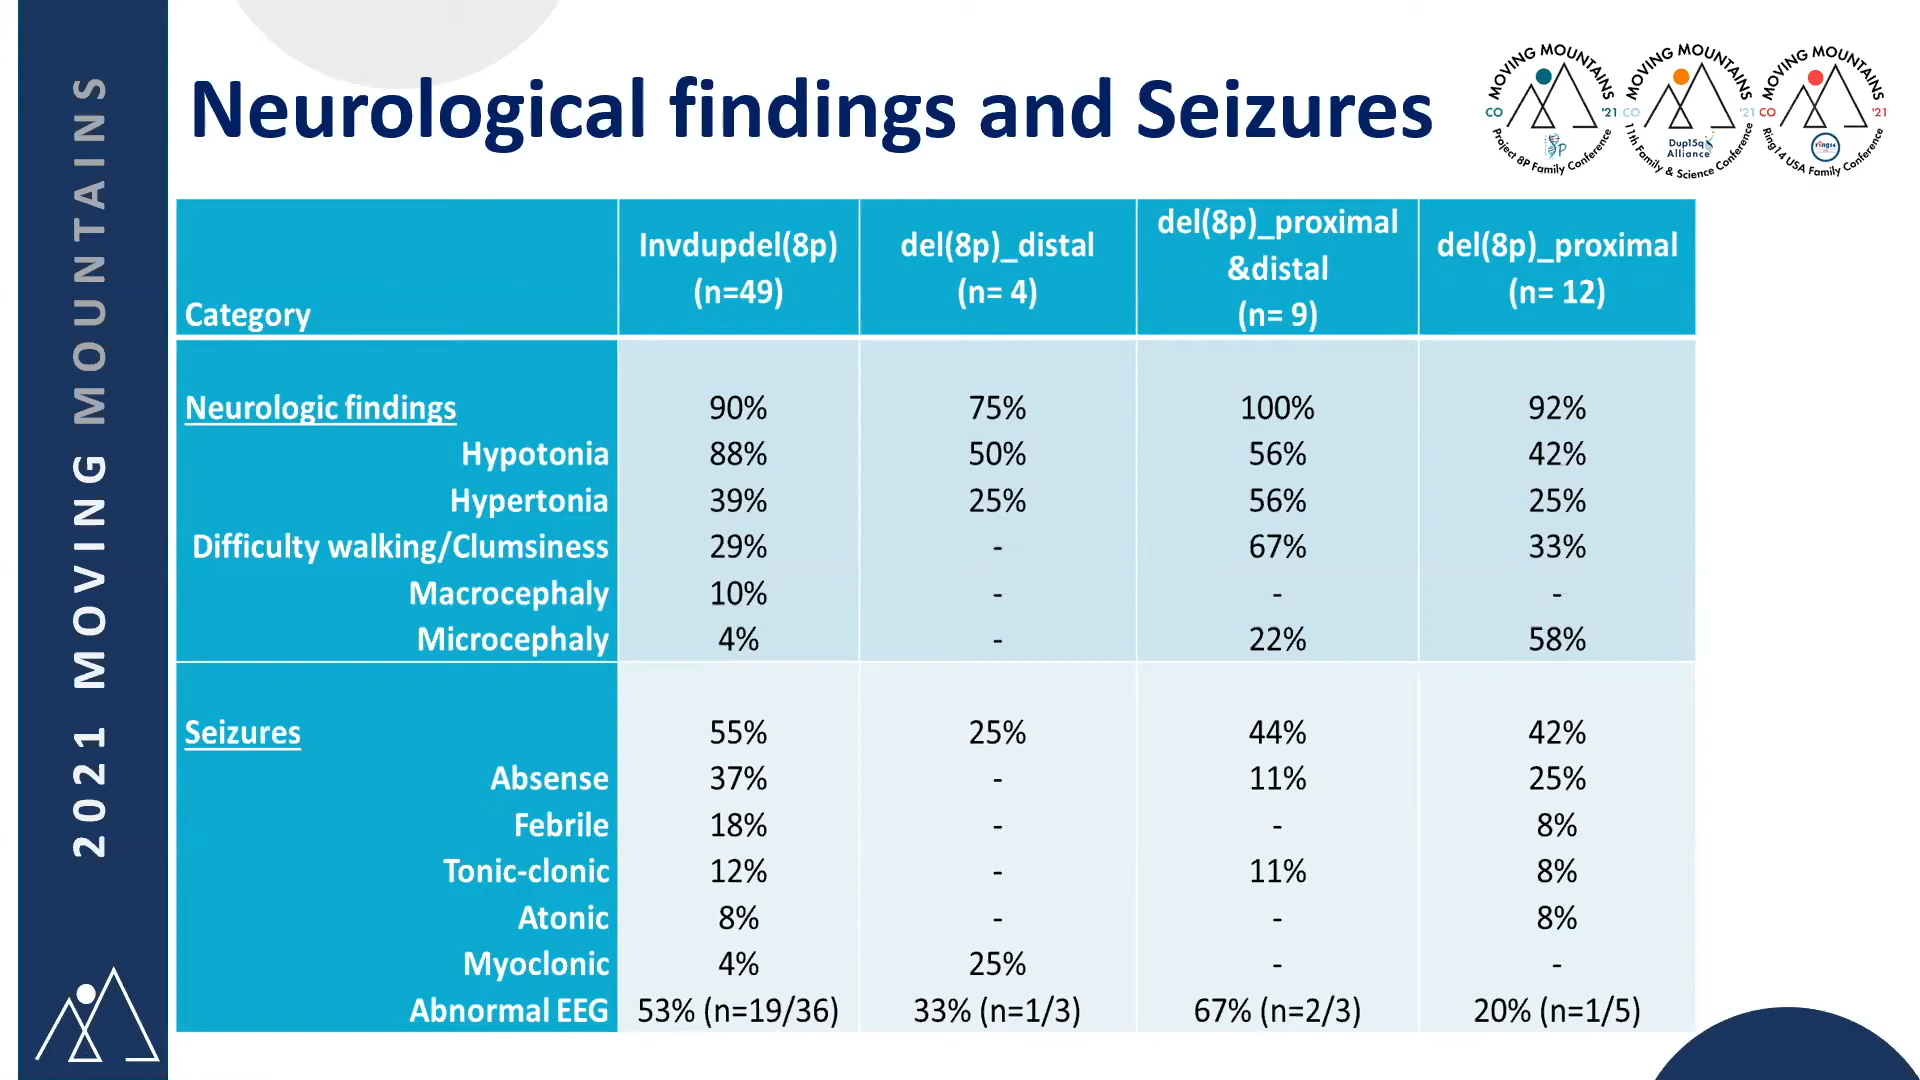 2021 MOVING MOUNTAINS
Neurological findings and Seizures
MOVING MOUNTAINS
CO '21
Project 8P Family Conference
8P
MOVING MOUNTAINS
CO '21
Dup15q
Alliance
11th Family & Science Conference
MOVING MOUNTAINS
CO '21
ring14
Ring14 USA Family Conference
Category Invdupdel(8p) (n=49) del(8p)_distal (n= 4) del(8p)_proximal &distal (n= 9) del(8p)_proximal (n= 12)
Neurologic findings 90% 75% 100% 92%
Hypotonia 88% 50% 56% 42%
Hypertonia 39% 25% 56% 25%
Difficulty walking/Clumsiness 29% - 67% 33%
Macrocephaly 10% - - -
Microcephaly 4% - 22% 58%
Seizures 55% 25% 44% 42%
Absense 37% - 11% 25%
Febrile 18% - - 8%
Tonic-clonic 12% - 11% 8%
Atonic 8% - - 8%
Myoclonic 4% 25% - -
Abnormal EEG 53% (n=19/36) 33% (n=1/3) 67% (n=2/3) 20% (n=1/5)